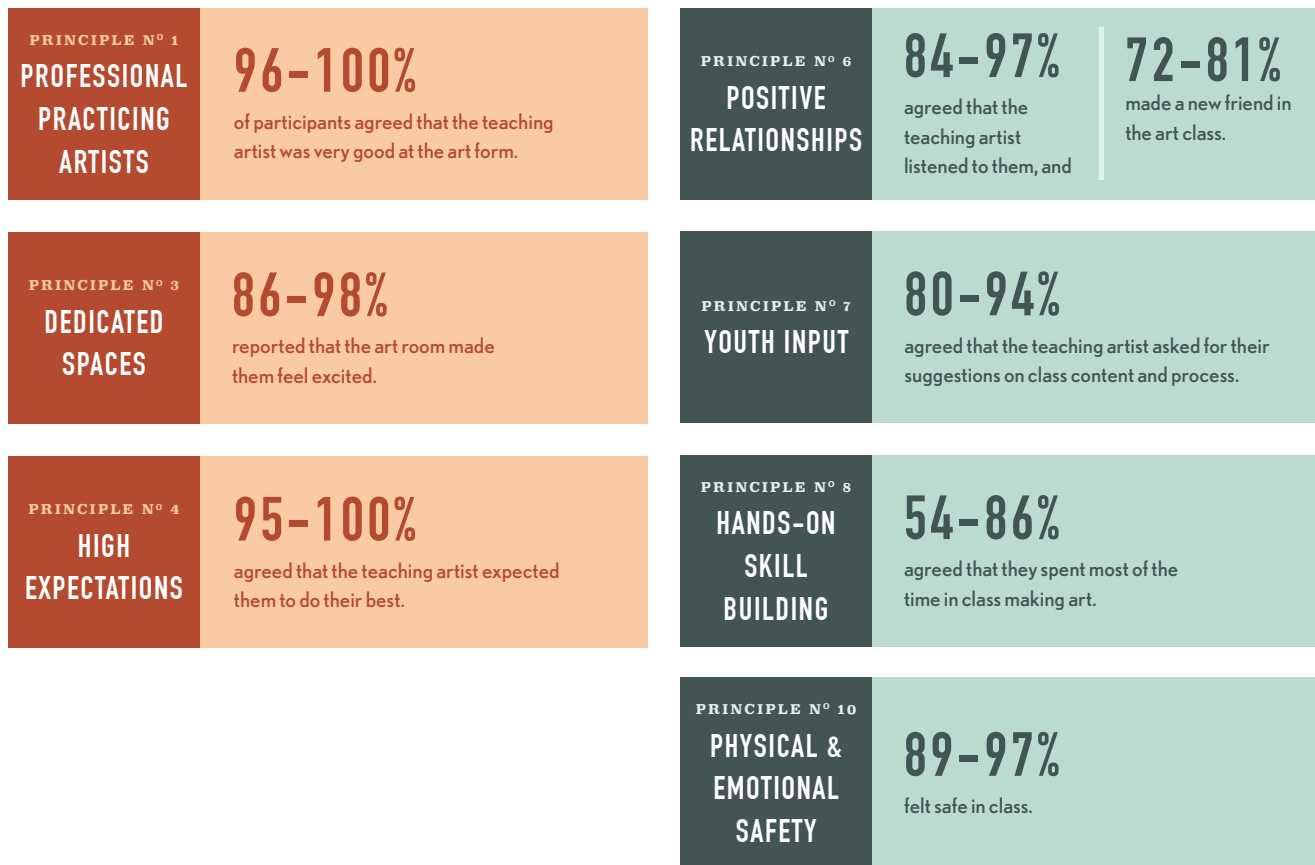 PRINCIPLE Nº 1
PROFESSIONAL
PRACTICING
ARTISTS
96–100%
of participants agreed that the teaching
artist was very good at the art form.
PRINCIPLE Nº 3
DEDICATED
SPACES
86–98%
reported that the art room made
them feel excited.
PRINCIPLE Nº 4
HIGH
EXPECTATIONS
95–100%
agreed that the teaching artist expected
them to do their best.
PRINCIPLE Nº 6
POSITIVE
RELATIONSHIPS
84–97%
agreed that the
teaching artist
listened to them, and
72–81%
made a new friend in
the art class.
PRINCIPLE Nº 7
YOUTH INPUT
80–94%
agreed that the teaching artist asked for their
suggestions on class content and process.
PRINCIPLE Nº 8
HANDS-ON
SKILL
BUILDING
54–86%
agreed that they spent most of the
time in class making art.
PRINCIPLE Nº 10
PHYSICAL &
EMOTIONAL
SAFETY
89–97%
felt safe in class.